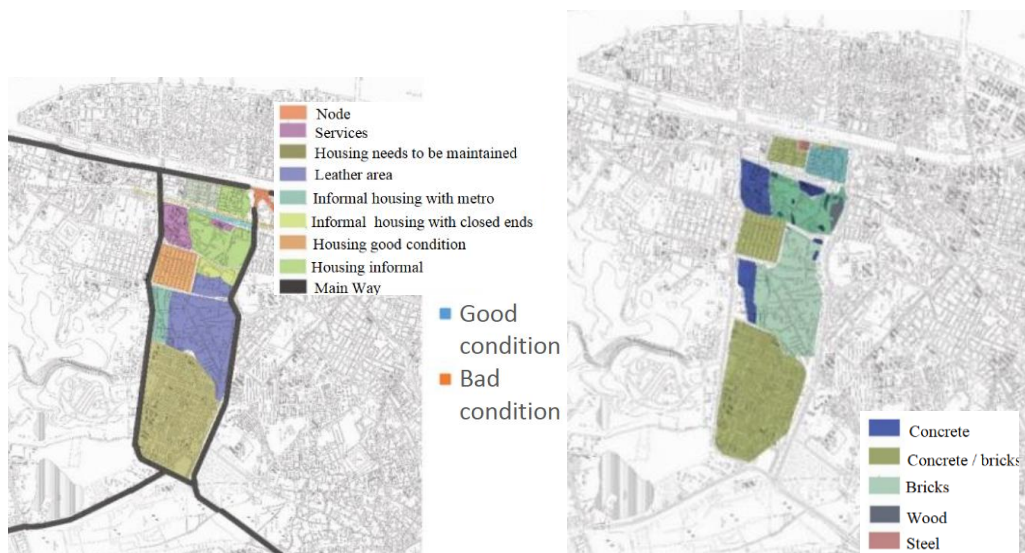 Node
Services
Housing needs to be maintained
Leather area
Informal housing with metro
Informal housing with closed ends
Housing good condition
Housing informal
Main Way
Good
condition
Bad
condition
Concrete
Concrete / bricks
Bricks
Wood
Steel